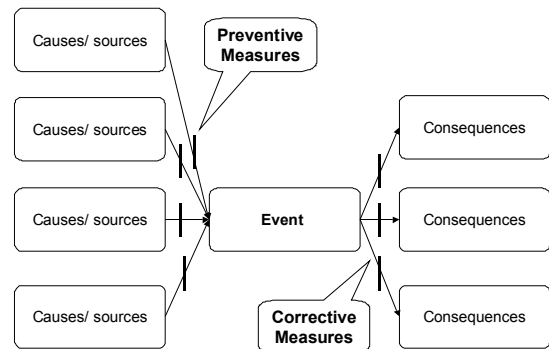 Causes/ sources
Preventive
Measures
Causes/ sources
Consequences
Causes/ sources
Event
Consequences
Causes/ sources
Corrective
Measures
Consequences